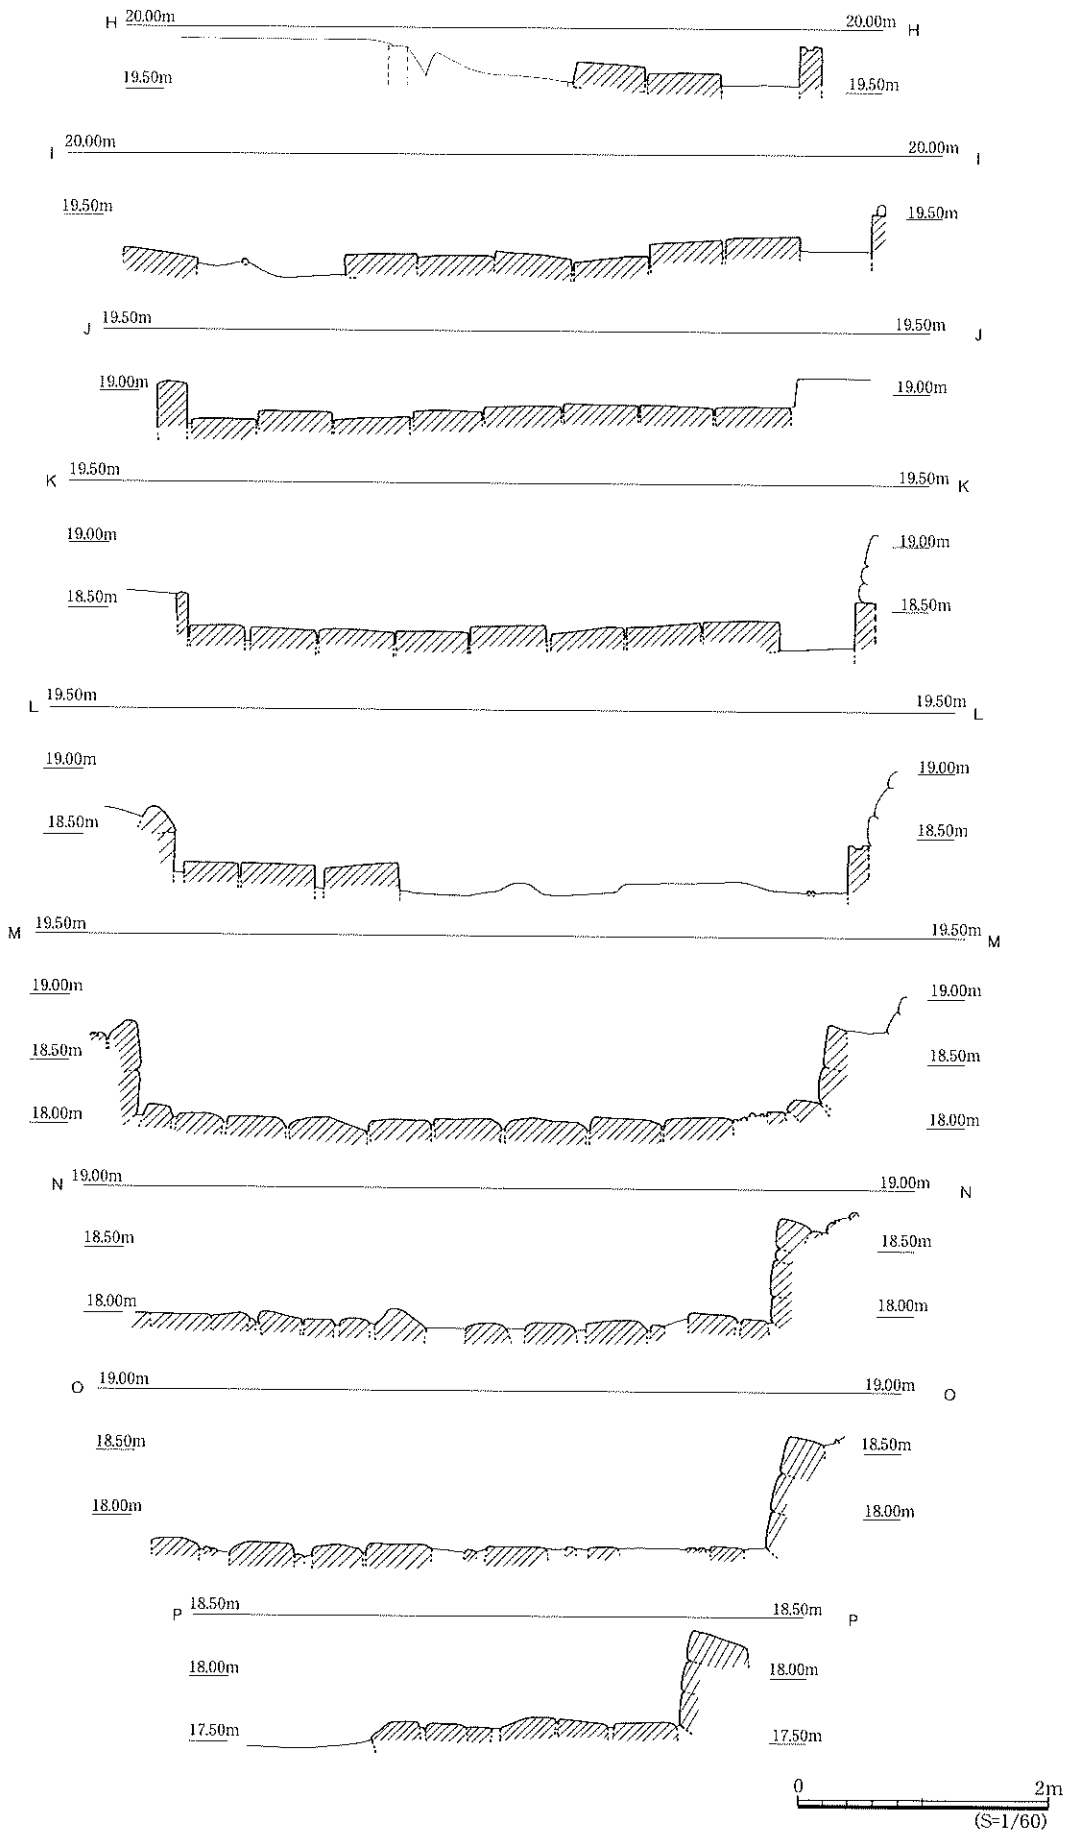 H 20.00m 20.00m H
19.50m 19.50m
I 20.00m 20.00m I
19.50m 19.50m
J 19.50m 19.50m J
19.00m 19.00m
K 19.50m 19.50m K
19.00m 19.00m
18.50m 18.50m
L 19.50m 19.50m L
19.00m 19.00m
18.50m 18.50m
M 19.50m 19.50m M
19.00m 19.00m
18.50m 18.50m
18.00m 18.00m
N 19.00m 19.00m N
18.50m 18.50m
18.00m 18.00m
O 19.00m 19.00m O
18.50m 18.50m
18.00m 18.00m
P 18.50m 18.50m P
18.00m 18.00m
17.50m 17.50m
0 2m
(S=1/60)